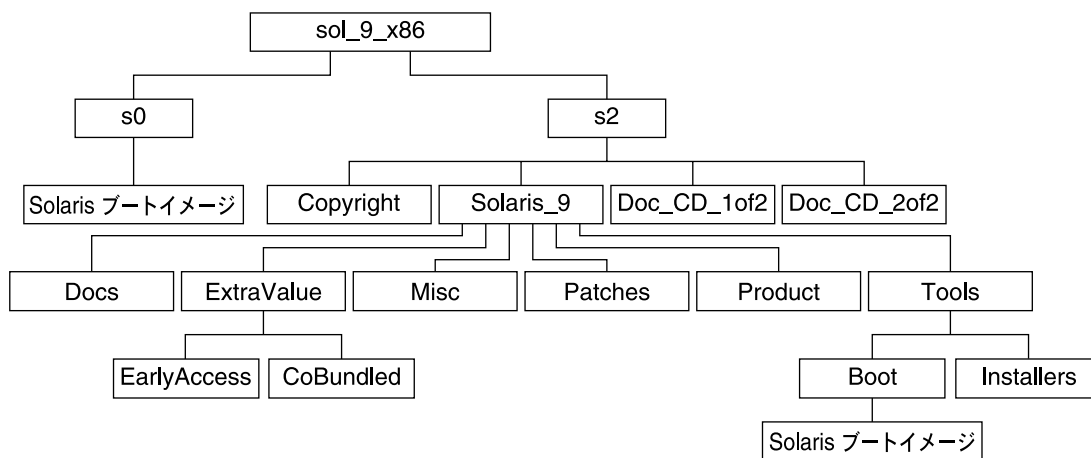 sol_9_x86
s0
s2
Solaris ブートイメージ
Copyright
Solaris_9
Doc_CD_1of2
Doc_CD_2of2
Docs
ExtraValue
Misc
Patches
Product
Tools
EarlyAccess
CoBundled
Boot
Installers
Solaris ブートイメージ